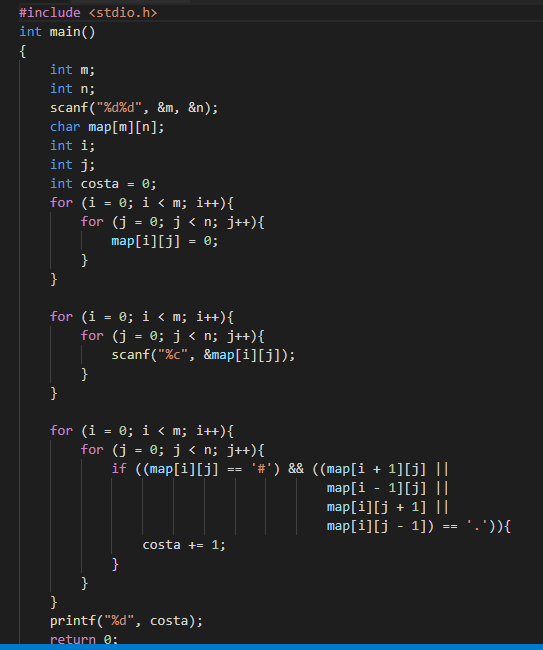 #include <stdio.h>
int main()
{
    int m;
    int n;
    scanf("%d%d", &m, &n);
    char map[m][n];
    int i;
    int j;
    int costa = 0;
    for (i = 0; i < m; i++){
        for (j = 0; j < n; j++){
            map[i][j] = 0;
        }
    }

    for (i = 0; i < m; i++){
        for (j = 0; j < n; j++){
            scanf("%c", &map[i][j]);
        }
    }

    for (i = 0; i < m; i++){
        for (j = 0; j < n; j++){
            if ((map[i][j] == '#') && ((map[i + 1][j] ||
                                        map[i - 1][j] ||
                                        map[i][j + 1] ||
                                        map[i][j - 1]) == '.')){
                costa += 1;
            }
        }
    }
    printf("%d", costa);
    return 0;